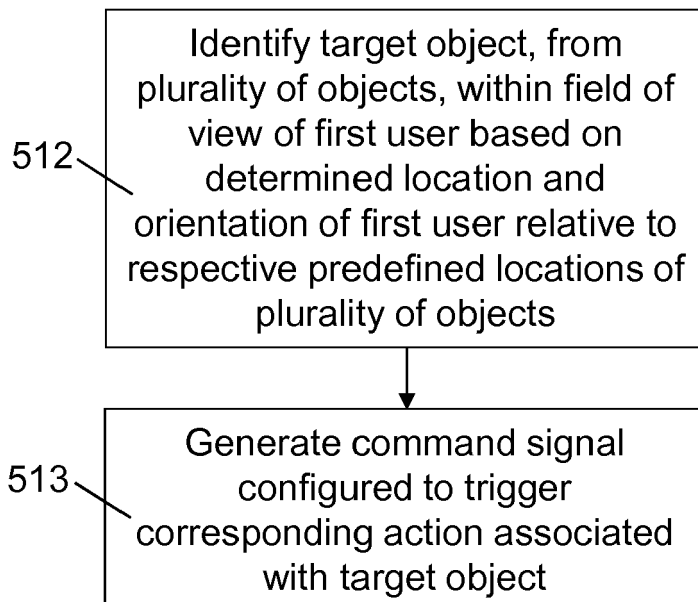 Identify target object, from
plurality of objects, within field of
view of first user based on
determined location and
orientation of first user relative to
respective predefined locations of
plurality of objects
512
Generate command signal
configured to trigger
corresponding action associated
with target object
513